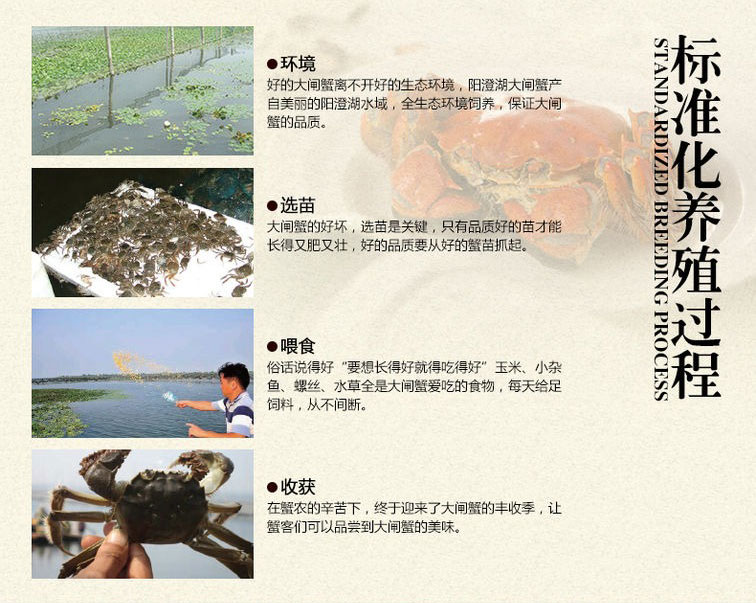 标准化养殖过程
STANDARDIZED BREEDING PROCESS
环境
好的大闸蟹离不开好的生态环境，阳澄湖大闸蟹产
自美丽的阳澄湖水域，全生态环境饲养，保证大闸
蟹的品质。
选苗
大闸蟹的好坏，选苗是关键，只有品质好的苗才能
长得又肥又壮，好的品质要从好的蟹苗抓起。
喂食
俗话说得好“要想长得好就得吃得好”玉米、小杂
鱼、螺丝、水草全是大闸蟹爱吃的食物，每天给足
饲料，从不间断。
收获
在蟹农的辛苦下，终于迎来了大闸蟹的丰收季，让
蟹客们可以品尝到大闸蟹的美味。